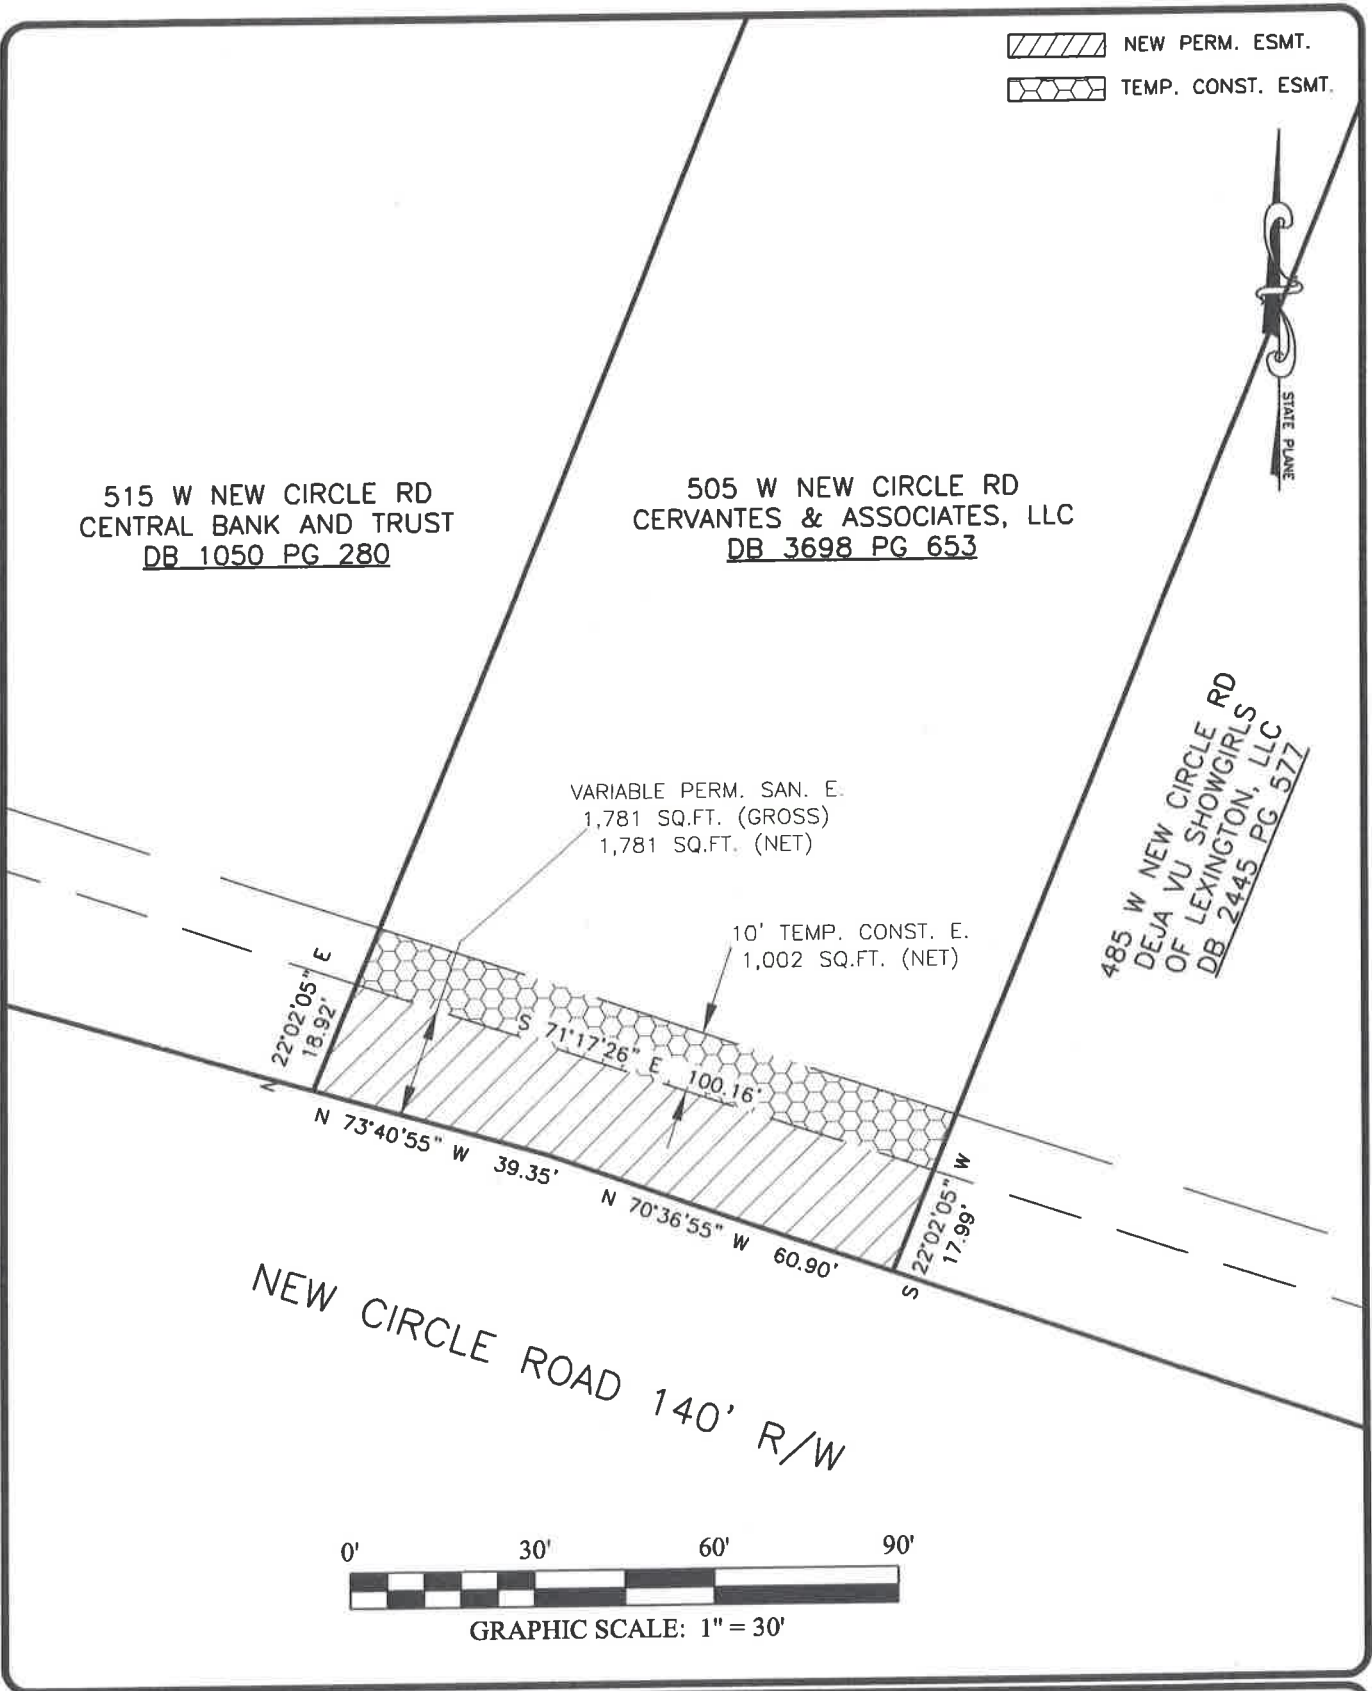 NEW PERM. ESMT.
TEMP. CONST. ESMT.
STATE PLANE
515 W NEW CIRCLE RD
CENTRAL BANK AND TRUST
DB 1050 PG 280
505 W NEW CIRCLE RD
CERVANTES & ASSOCIATES, LLC
DB 3698 PG 653
485 W NEW CIRCLE RD
DEJA VU SHOWGIRLS
OF LEXINGTON, LLC
DB 2445 PG 577
VARIABLE PERM. SAN. E.
1,781 SQ.FT. (GROSS)
1,781 SQ.FT. (NET)
10' TEMP. CONST. E.
1,002 SQ.FT. (NET)
N 22°02'05" E
18.92'
S 71°17'26" E 100.16'
N 73°40'55" W 39.35'
N 70°36'55" W 60.90'
S 22°02'05" W
17.99'
NEW CIRCLE ROAD 140' R/W
0' 30' 60' 90'
GRAPHIC SCALE: 1" = 30'